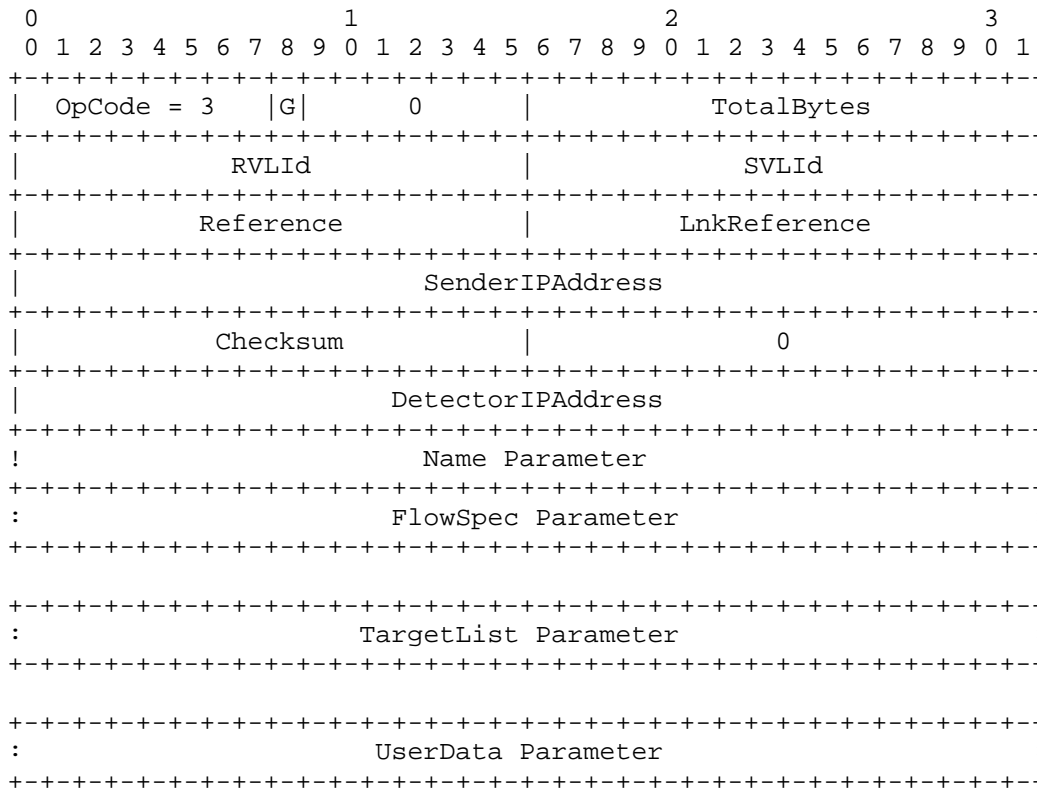 0                   1                   2                   3
 0 1 2 3 4 5 6 7 8 9 0 1 2 3 4 5 6 7 8 9 0 1 2 3 4 5 6 7 8 9 0 1
+-+-+-+-+-+-+-+-+-+-+-+-+-+-+-+-+-+-+-+-+-+-+-+-+-+-+-+-+-+-+-+--
|  OpCode = 3   |G|      0      |           TotalBytes
+-+-+-+-+-+-+-+-+-+-+-+-+-+-+-+-+-+-+-+-+-+-+-+-+-+-+-+-+-+-+-+--
|             RVLId             |             SVLId
+-+-+-+-+-+-+-+-+-+-+-+-+-+-+-+-+-+-+-+-+-+-+-+-+-+-+-+-+-+-+-+--
|           Reference           |         LnkReference
+-+-+-+-+-+-+-+-+-+-+-+-+-+-+-+-+-+-+-+-+-+-+-+-+-+-+-+-+-+-+-+--
|                         SenderIPAddress
+-+-+-+-+-+-+-+-+-+-+-+-+-+-+-+-+-+-+-+-+-+-+-+-+-+-+-+-+-+-+-+--
|            Checksum           |               0
+-+-+-+-+-+-+-+-+-+-+-+-+-+-+-+-+-+-+-+-+-+-+-+-+-+-+-+-+-+-+-+--
|                       DetectorIPAddress
+-+-+-+-+-+-+-+-+-+-+-+-+-+-+-+-+-+-+-+-+-+-+-+-+-+-+-+-+-+-+-+--
!                         Name Parameter
+-+-+-+-+-+-+-+-+-+-+-+-+-+-+-+-+-+-+-+-+-+-+-+-+-+-+-+-+-+-+-+--
:                       FlowSpec Parameter
+-+-+-+-+-+-+-+-+-+-+-+-+-+-+-+-+-+-+-+-+-+-+-+-+-+-+-+-+-+-+-+--

+-+-+-+-+-+-+-+-+-+-+-+-+-+-+-+-+-+-+-+-+-+-+-+-+-+-+-+-+-+-+-+--
:                     TargetList Parameter
+-+-+-+-+-+-+-+-+-+-+-+-+-+-+-+-+-+-+-+-+-+-+-+-+-+-+-+-+-+-+-+--

+-+-+-+-+-+-+-+-+-+-+-+-+-+-+-+-+-+-+-+-+-+-+-+-+-+-+-+-+-+-+-+--
:                      UserData Parameter
+-+-+-+-+-+-+-+-+-+-+-+-+-+-+-+-+-+-+-+-+-+-+-+-+-+-+-+-+-+-+-+--